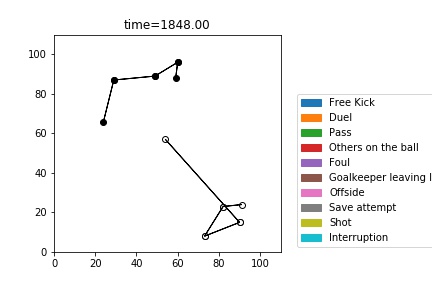 time=1848.00
100
80
60
40
20
0
0 20 40 60 80 100
Free Kick
Duel
Pass
Others on the ball
Foul
Goalkeeper leaving l
Offside
Save attempt
Shot
Interruption